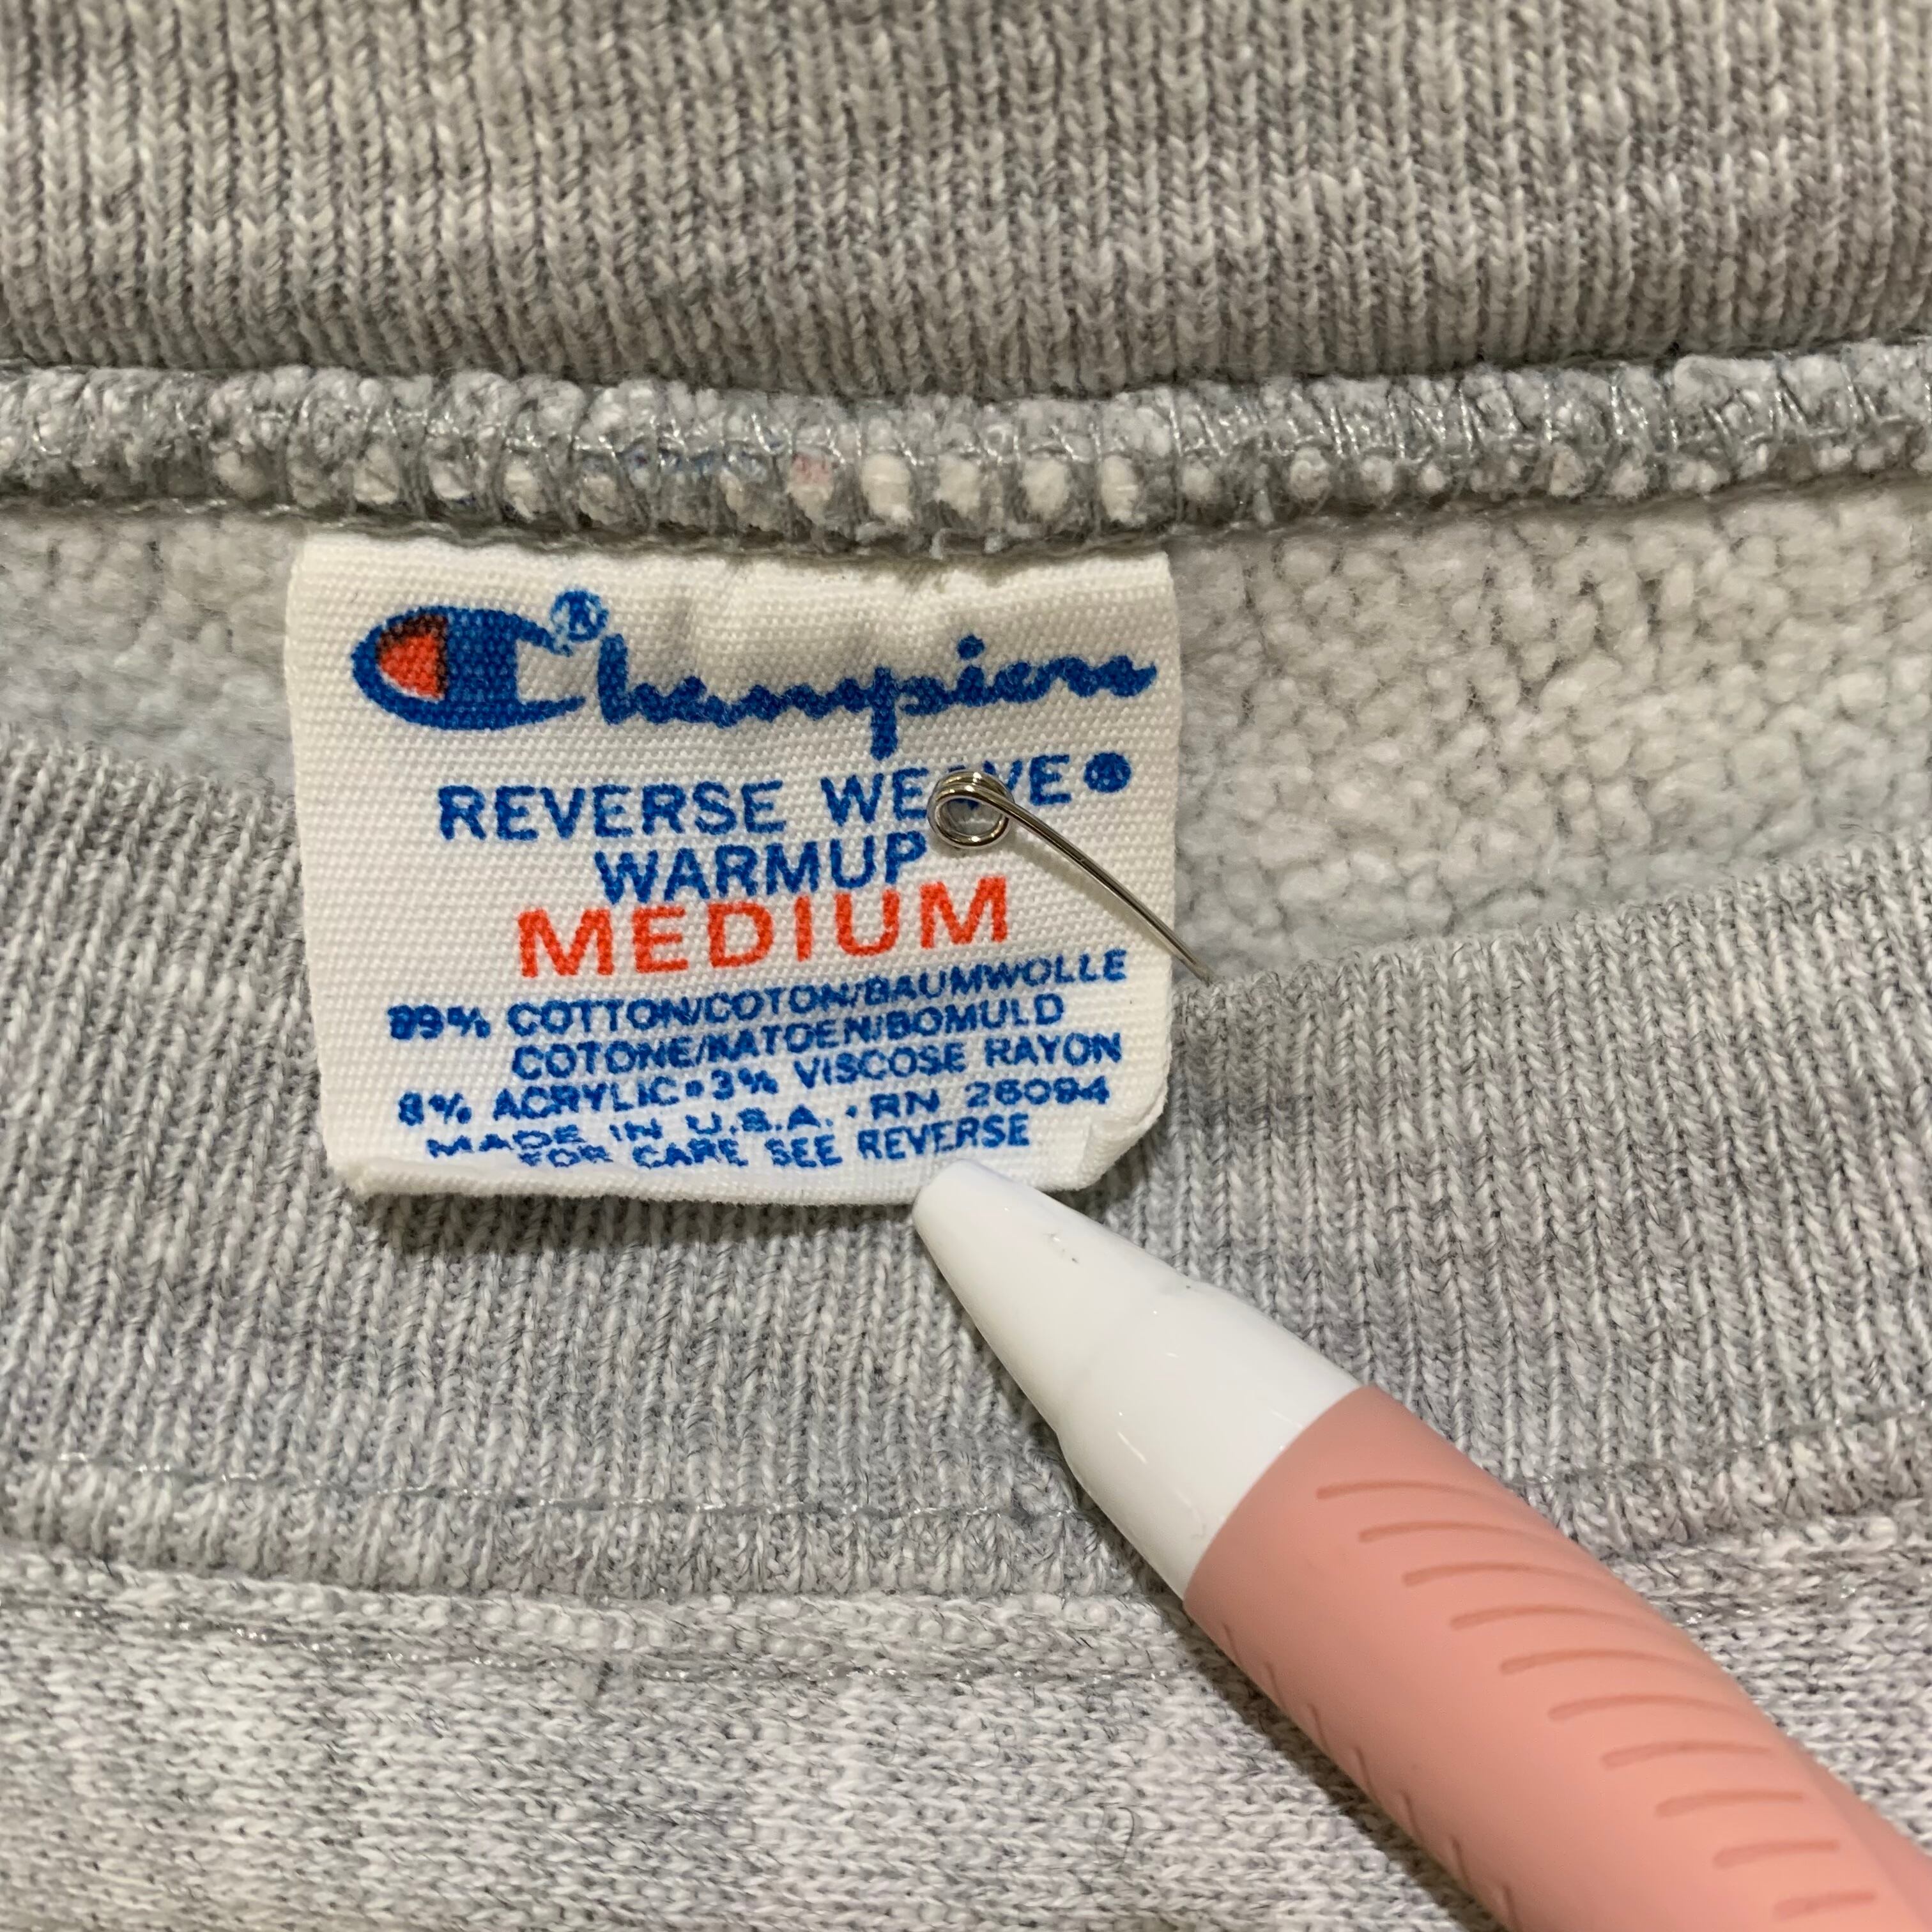 Champion®
REVERSE WEAVE®
WARMUP
MEDIUM
89% COTTON/COTON/BAUMWOLLE
COTONE/KATOEN/BOMULD
8% ACRYLIC•3% VISCOSE RAYON
MADE IN U.S.A. • RN 26094
FOR CARE SEE REVERSE